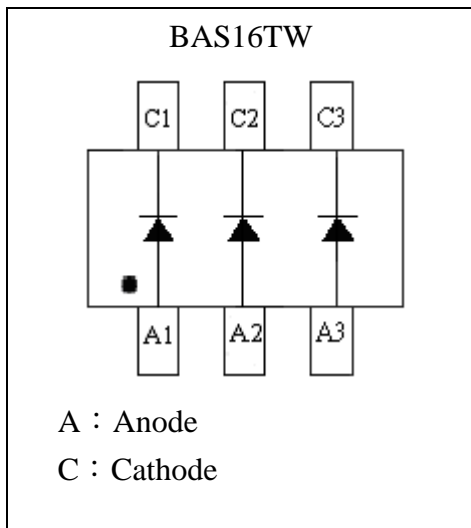 BAS16TW
C1 C2 C3
A1 A2 A3
A：Anode
C：Cathode